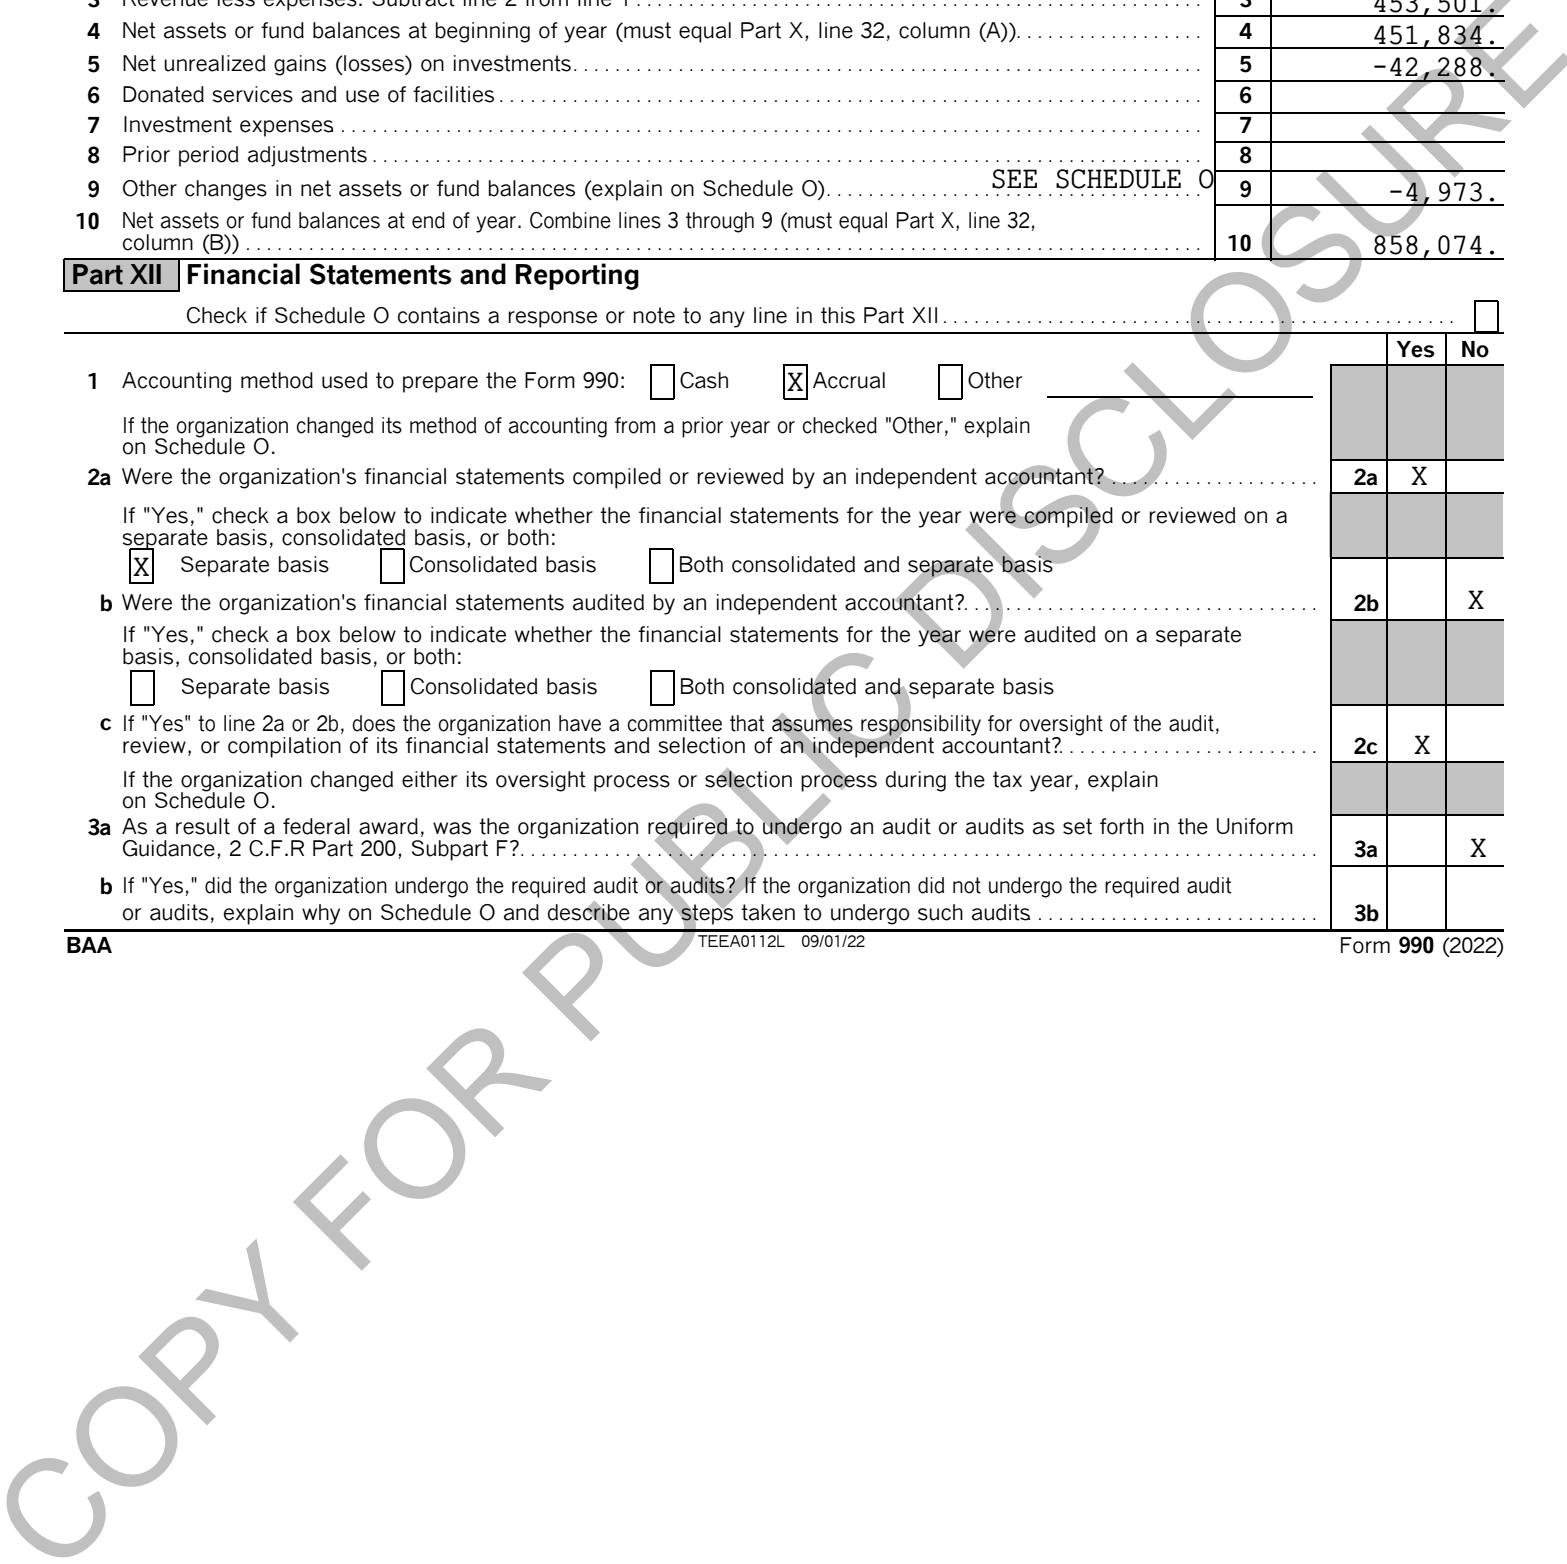 3 Revenue less expenses. Subtract line 2 from line 1 3 453,501.
4 Net assets or fund balances at beginning of year (must equal Part X, line 32, column (A)) 4 451,834.
5 Net unrealized gains (losses) on investments 5 -42,288.
6 Donated services and use of facilities 6
7 Investment expenses 7
8 Prior period adjustments 8
9 Other changes in net assets or fund balances (explain on Schedule O) SEE SCHEDULE O 9 -4,973.
10 Net assets or fund balances at end of year. Combine lines 3 through 9 (must equal Part X, line 32,
column (B)) 10 858,074.
Part XII Financial Statements and Reporting
Check if Schedule O contains a response or note to any line in this Part XII
Yes No
1 Accounting method used to prepare the Form 990: Cash X Accrual Other
If the organization changed its method of accounting from a prior year or checked "Other," explain
on Schedule O.
2a Were the organization's financial statements compiled or reviewed by an independent accountant? 2a X
If "Yes," check a box below to indicate whether the financial statements for the year were compiled or reviewed on a
separate basis, consolidated basis, or both:
X Separate basis Consolidated basis Both consolidated and separate basis
b Were the organization's financial statements audited by an independent accountant? 2b X
If "Yes," check a box below to indicate whether the financial statements for the year were audited on a separate
basis, consolidated basis, or both:
Separate basis Consolidated basis Both consolidated and separate basis
c If "Yes" to line 2a or 2b, does the organization have a committee that assumes responsibility for oversight of the audit,
review, or compilation of its financial statements and selection of an independent accountant? 2c X
If the organization changed either its oversight process or selection process during the tax year, explain
on Schedule O.
3a As a result of a federal award, was the organization required to undergo an audit or audits as set forth in the Uniform
Guidance, 2 C.F.R Part 200, Subpart F? 3a X
b If "Yes," did the organization undergo the required audit or audits? If the organization did not undergo the required audit
or audits, explain why on Schedule O and describe any steps taken to undergo such audits 3b
BAA TEEA0112L 09/01/22 Form 990 (2022)
COPY FOR PUBLIC DISCLOSURE